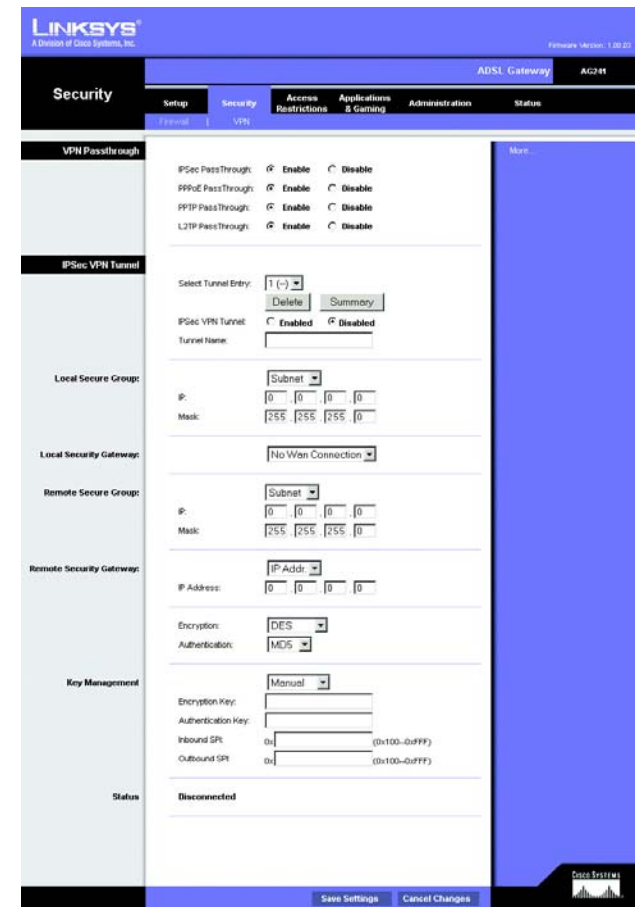 LINKSYS®
A Division of Cisco Systems, Inc.
Firmware Version: 1.00.20
ADSL Gateway AG241
Security
Setup Security Access Restrictions Applications & Gaming Administration Status
Firewall | VPN
VPN Passthrough
More...
IPSec PassThrough: Enable Disable
PPPoE PassThrough: Enable Disable
PPTP PassThrough: Enable Disable
L2TP PassThrough: Enable Disable
IPSec VPN Tunnel
Select Tunnel Entry: 1 (--)
Delete Summary
IPSec VPN Tunnel: Enabled Disabled
Tunnel Name:
Local Secure Group: Subnet
IP: 0 . 0 . 0 . 0
Mask: 255 . 255 . 255 . 0
Local Security Gateway: No Wan Connection
Remote Secure Group: Subnet
IP: 0 . 0 . 0 . 0
Mask: 255 . 255 . 255 . 0
Remote Security Gateway: IP Addr.
IP Address: 0 . 0 . 0 . 0
Encryption: DES
Authentication: MD5
Key Management Manual
Encryption Key:
Authentication Key:
Inbound SPI: 0x (0x100--0xFFF)
Outbound SPI: 0x (0x100--0xFFF)
Status Disconnected
CISCO SYSTEMS
Save Settings Cancel Changes